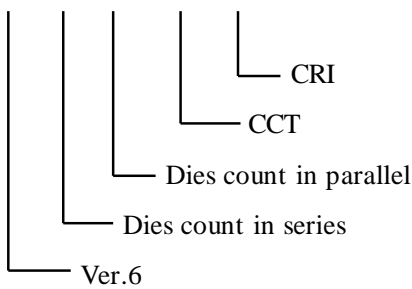 CRI
CCT
Dies count in parallel
Dies count in series
Ver.6